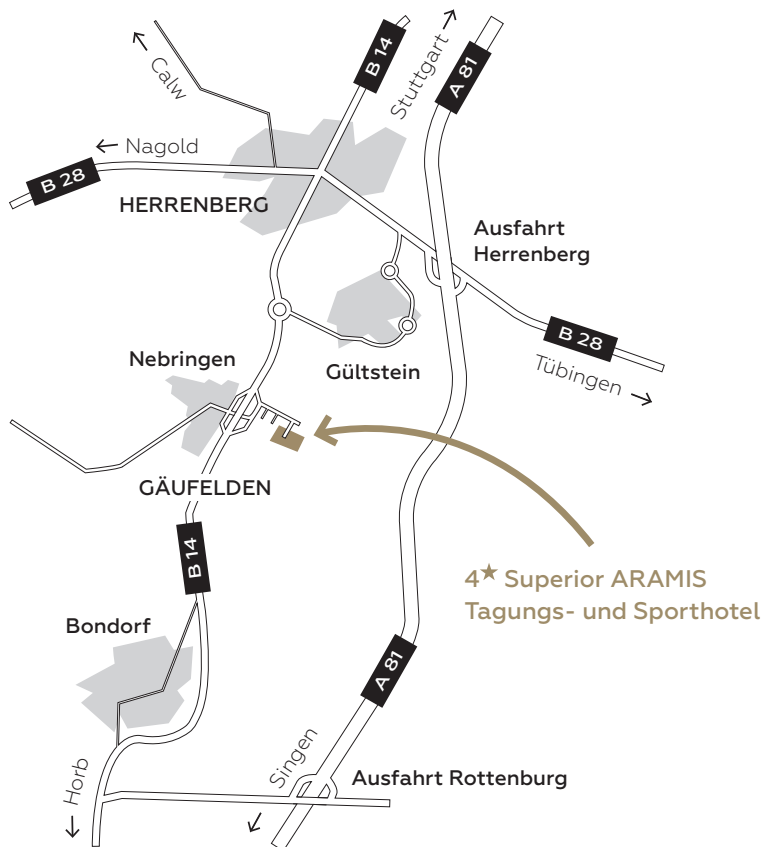 B 14
Stuttgart
A 81
Calw
Nagold
B 28
HERRENBERG
Ausfahrt
Herrenberg
B 28
Tübingen
Nebringen
Gültstein
GÄUFELDEN
B 14
4★ Superior ARAMIS
Tagungs- und Sporthotel
Bondorf
A 81
Singen
Horb
Ausfahrt Rottenburg